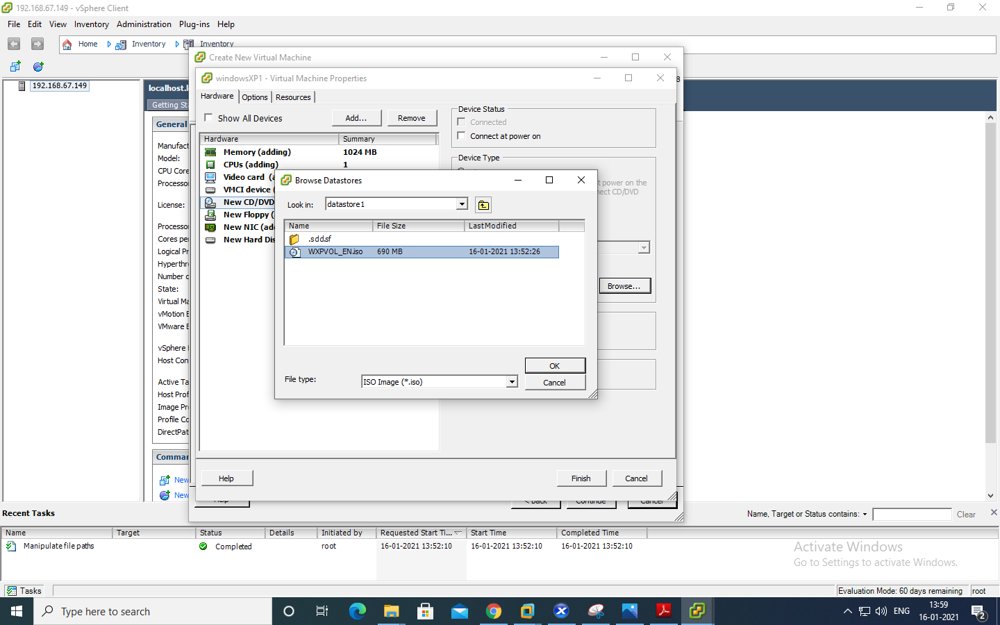 192.168.67.149 - vSphere Client
File Edit View Inventory Administration Plug-ins Help
Home Inventory Inventory
Create New Virtual Machine
windowsXP1 - Virtual Machine Properties
8
192.168.67.149
localhost.l
Getting St
Hardware Options Resources
Show All Devices Add... Remove
Hardware Summary
Memory (adding) 1024 MB
CPUs (adding) 1
Video card (a
VMCI device (
New CD/DVD
New Floppy (
New NIC (ad
New Hard Dis
Device Status
Connected
Connect at power on
Device Type
t power on the
nect CD/DVD
Browse...
Browse Datastores
Look in: datastore1
Name File Size Last Modified
.sdd.sf
WXPVOL_EN.iso 690 MB 16-01-2021 13:52:26
OK
File type: ISO Image (*.iso) Cancel
General
Manufact
Model:
CPU Core
Processo
License:
Processo
Cores pe
Logical Pr
Hyperthr
Number o
State:
Virtual Ma
vMotion E
VMware E
vSphere
Host Con
Active Ta
Host Prof
Image Pr
Profile Co
DirectPat
Comman
New
New
Help Finish Cancel
Help < Back Continue Cancel
Recent Tasks Name, Target or Status contains: Clear
Name Target Status Details Initiated by Requested Start Ti... Start Time Completed Time
Manipulate file paths Completed root 16-01-2021 13:52:10 16-01-2021 13:52:10 16-01-2021 13:52:10
Activate Windows
Go to Settings to activate Windows.
Tasks Evaluation Mode: 60 days remaining root
Type here to search ENG 13:59
16-01-2021
2